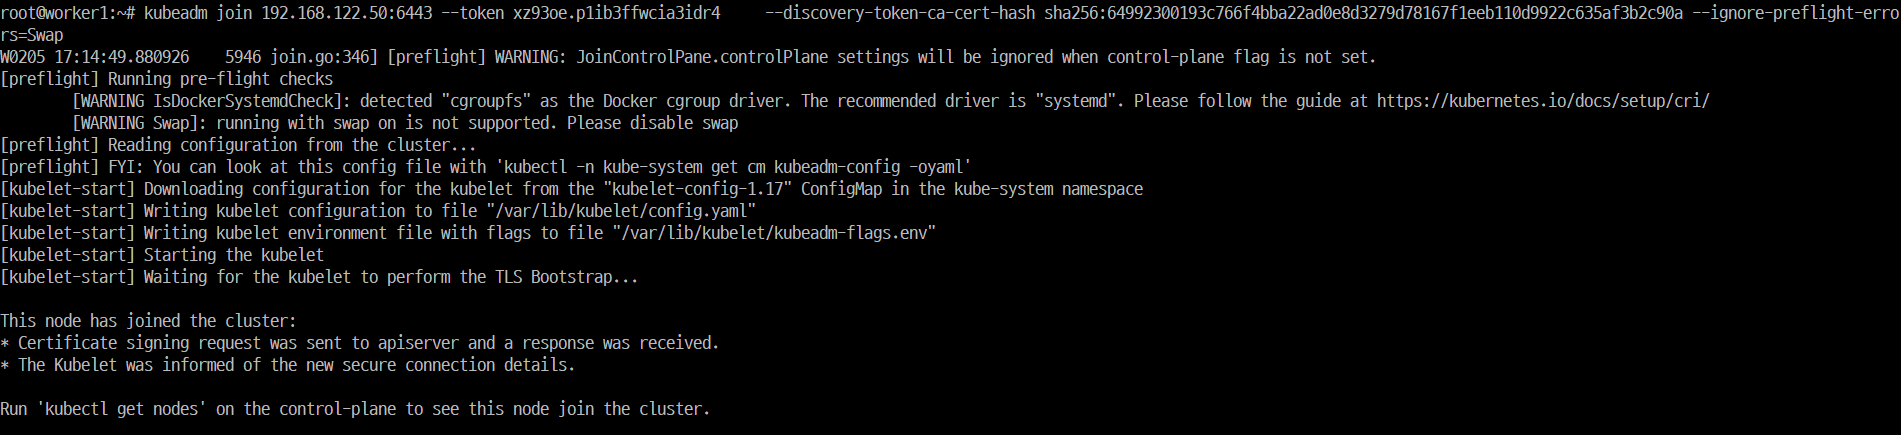 root@worker1:~# kubeadm join 192.168.122.50:6443 --token xz93oe.p1ib3ffwcia3idr4     --discovery-token-ca-cert-hash sha256:64992300193c766f4bba22ad0e8d3279d78167f1eeb110d9922c635af3b2c90a --ignore-preflight-erro
rs=Swap
W0205 17:14:49.880926    5946 join.go:346] [preflight] WARNING: JoinControlPane.controlPlane settings will be ignored when control-plane flag is not set.
[preflight] Running pre-flight checks
        [WARNING IsDockerSystemdCheck]: detected "cgroupfs" as the Docker cgroup driver. The recommended driver is "systemd". Please follow the guide at https://kubernetes.io/docs/setup/cri/
        [WARNING Swap]: running with swap on is not supported. Please disable swap
[preflight] Reading configuration from the cluster...
[preflight] FYI: You can look at this config file with 'kubectl -n kube-system get cm kubeadm-config -oyaml'
[kubelet-start] Downloading configuration for the kubelet from the "kubelet-config-1.17" ConfigMap in the kube-system namespace
[kubelet-start] Writing kubelet configuration to file "/var/lib/kubelet/config.yaml"
[kubelet-start] Writing kubelet environment file with flags to file "/var/lib/kubelet/kubeadm-flags.env"
[kubelet-start] Starting the kubelet
[kubelet-start] Waiting for the kubelet to perform the TLS Bootstrap...

This node has joined the cluster:
* Certificate signing request was sent to apiserver and a response was received.
* The Kubelet was informed of the new secure connection details.

Run 'kubectl get nodes' on the control-plane to see this node join the cluster.